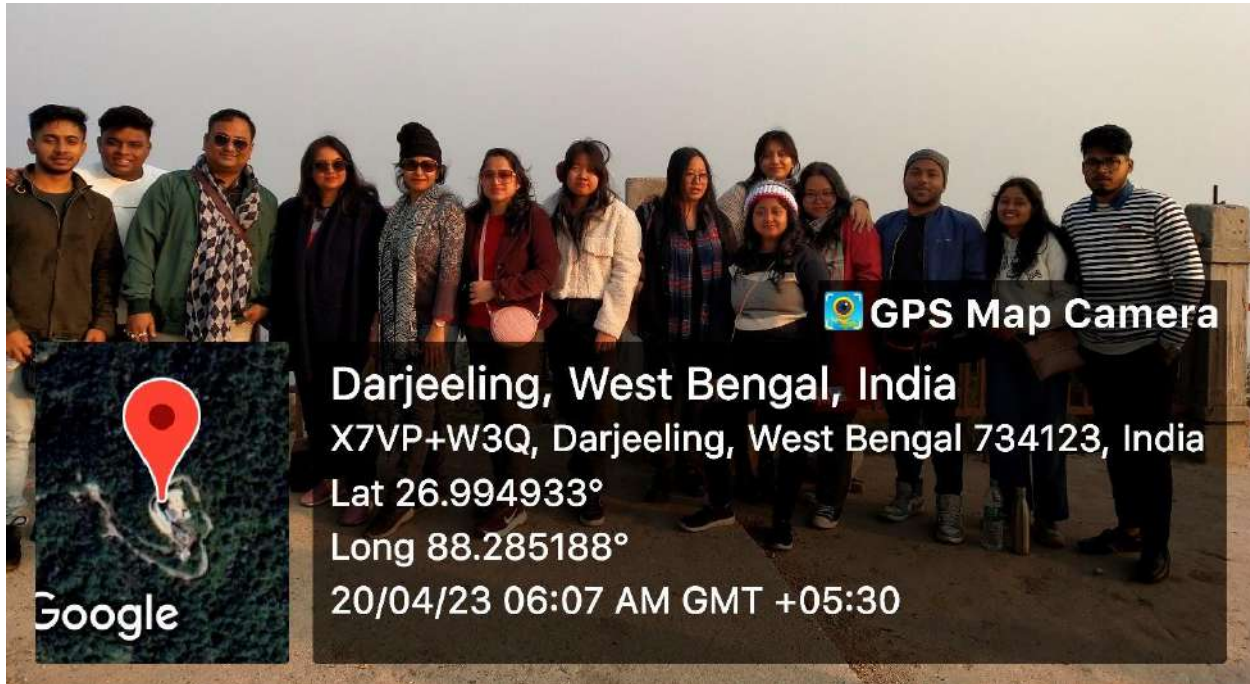 GPS Map Camera
Darjeeling, West Bengal, India
X7VP+W3Q, Darjeeling, West Bengal 734123, India
Lat 26.994933°
Long 88.285188°
20/04/23 06:07 AM GMT +05:30
Google